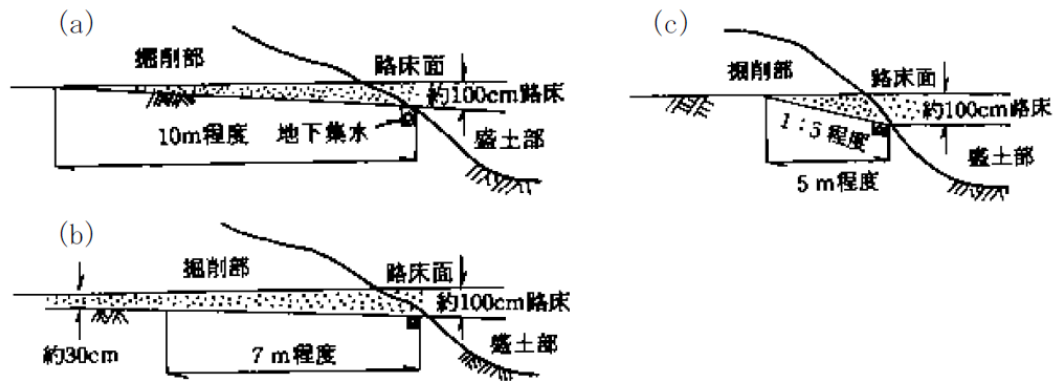 (a)
掘削部
路床面
約100cm路床
10m程度
地下集水
盛土部
(b)
掘削部
路床面
約100cm路床
約30cm
7m程度
盛土部
(c)
掘削部
路床面
約100cm路床
1:5程度
盛土部
5m程度